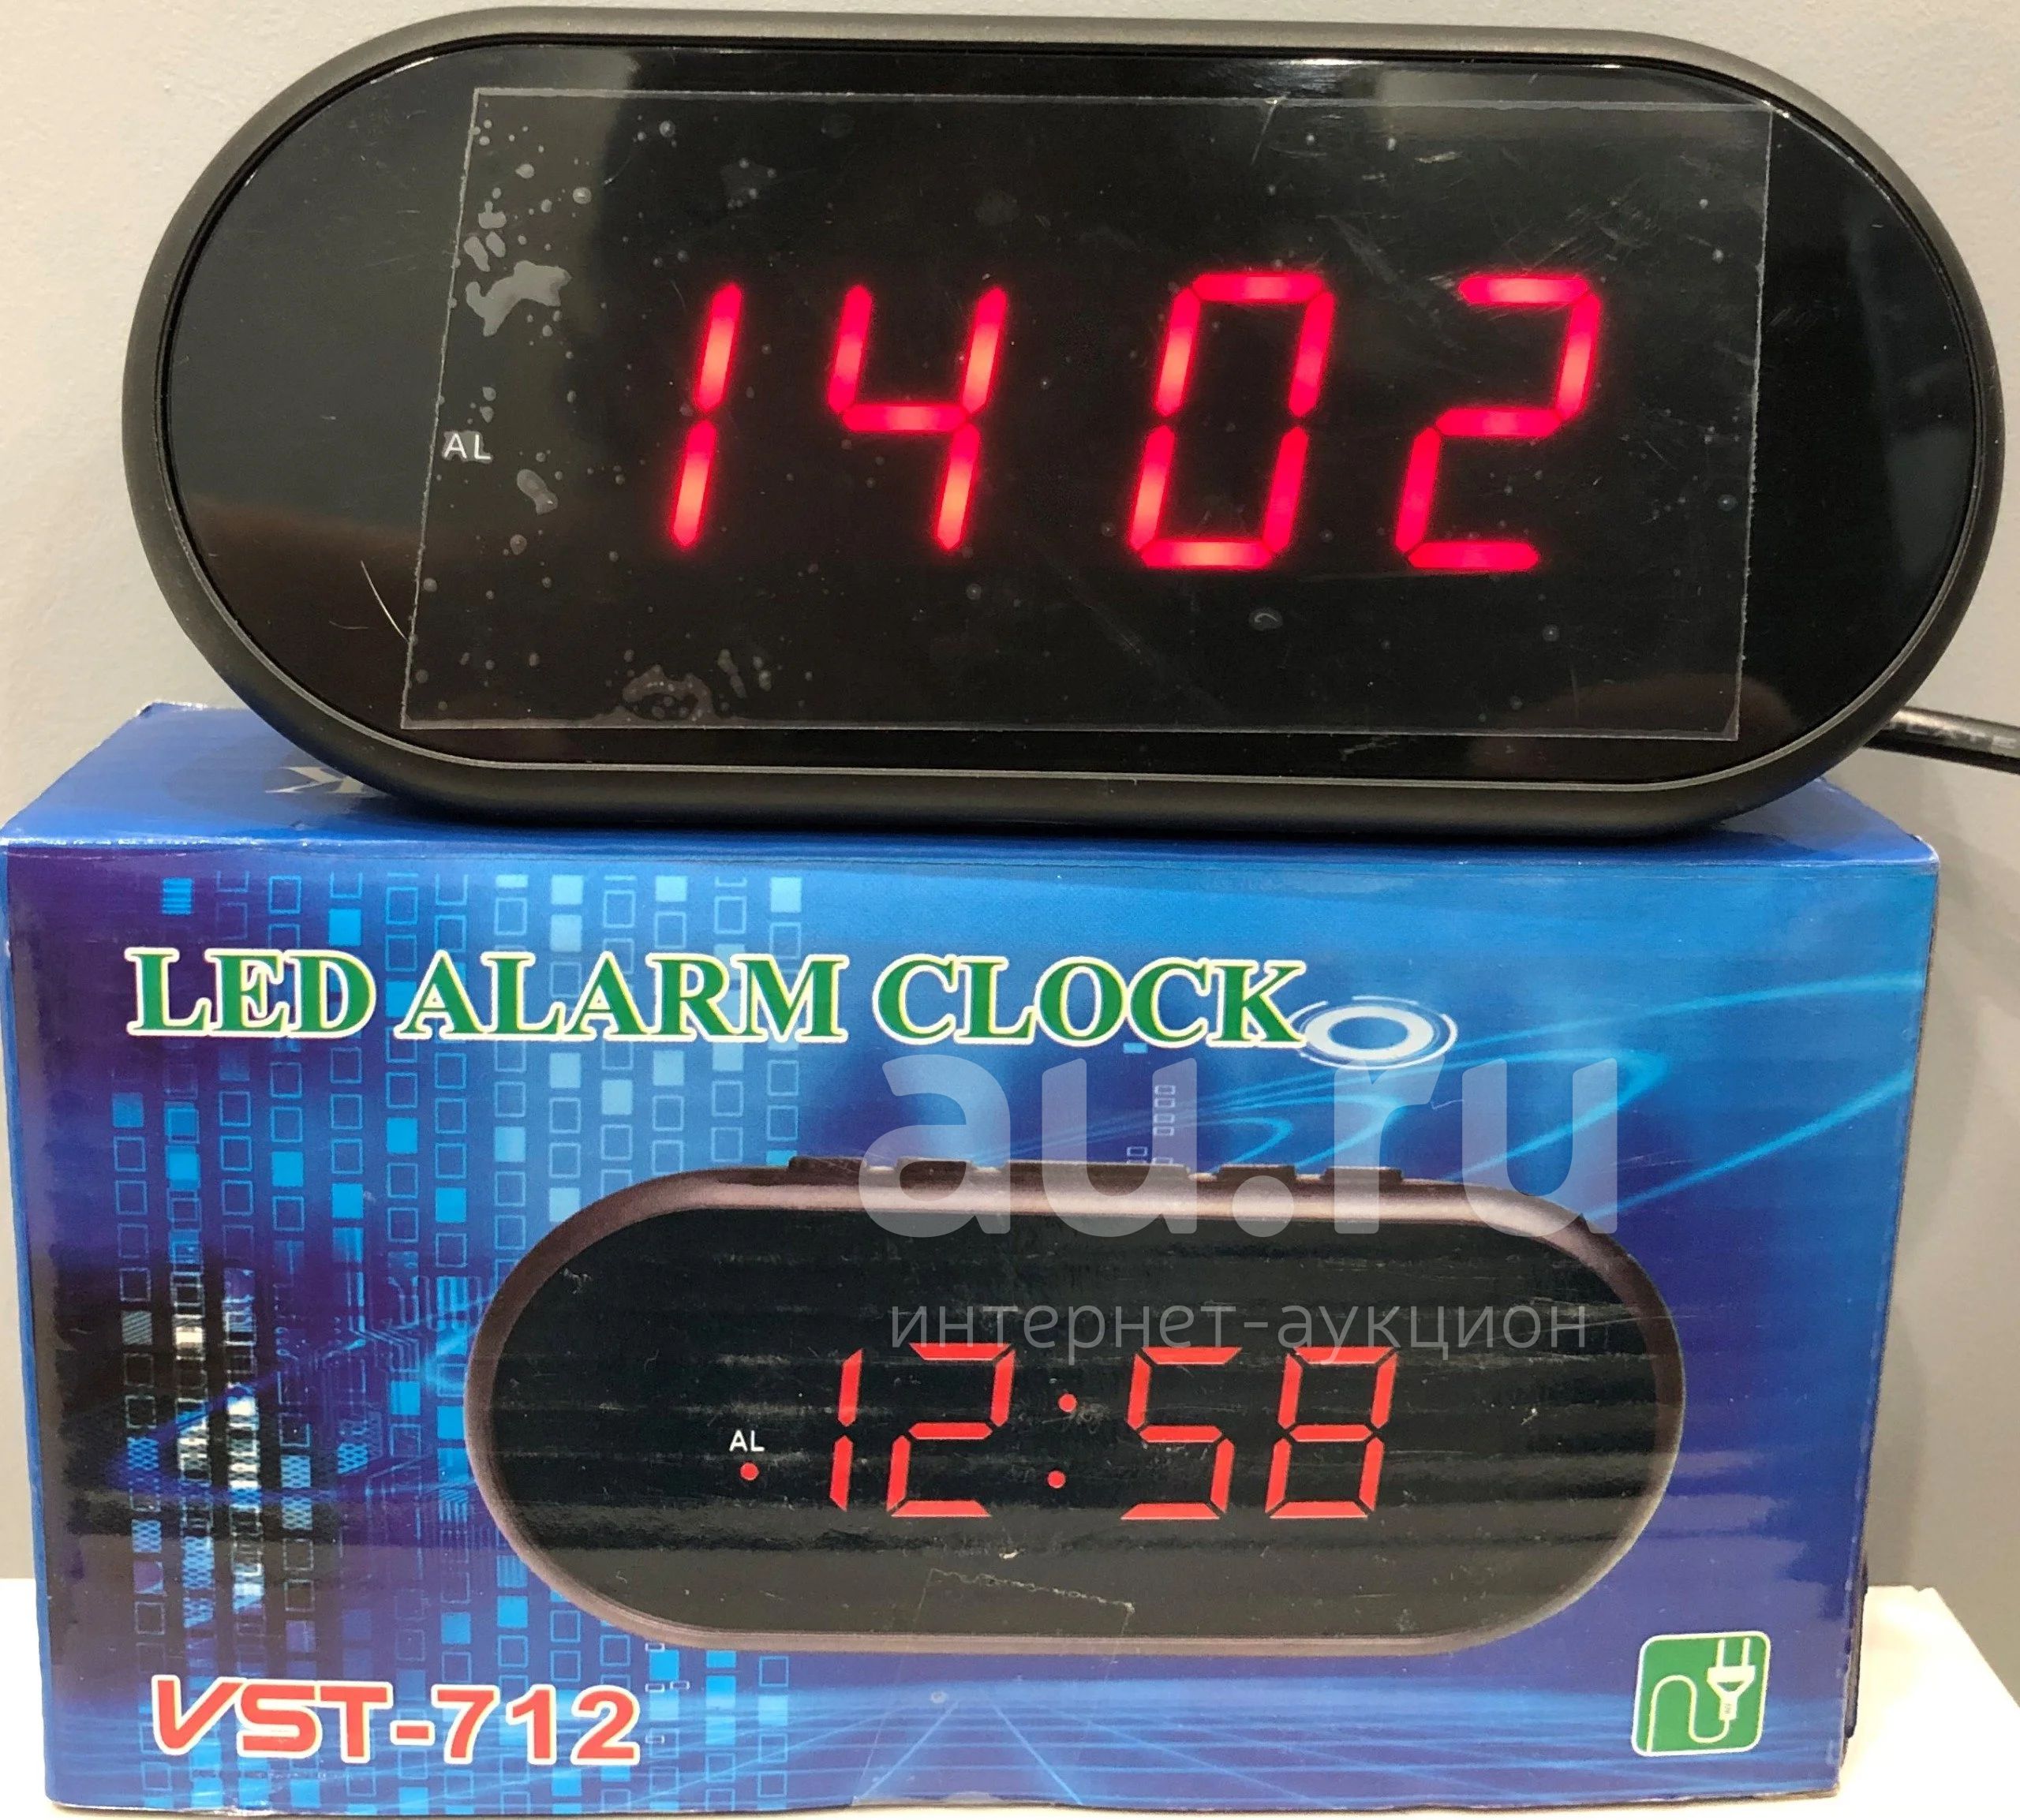 14 02
AL
LED ALARM CLOCK
au.ru
интернет-аукцион
AL 12:58
VST-712